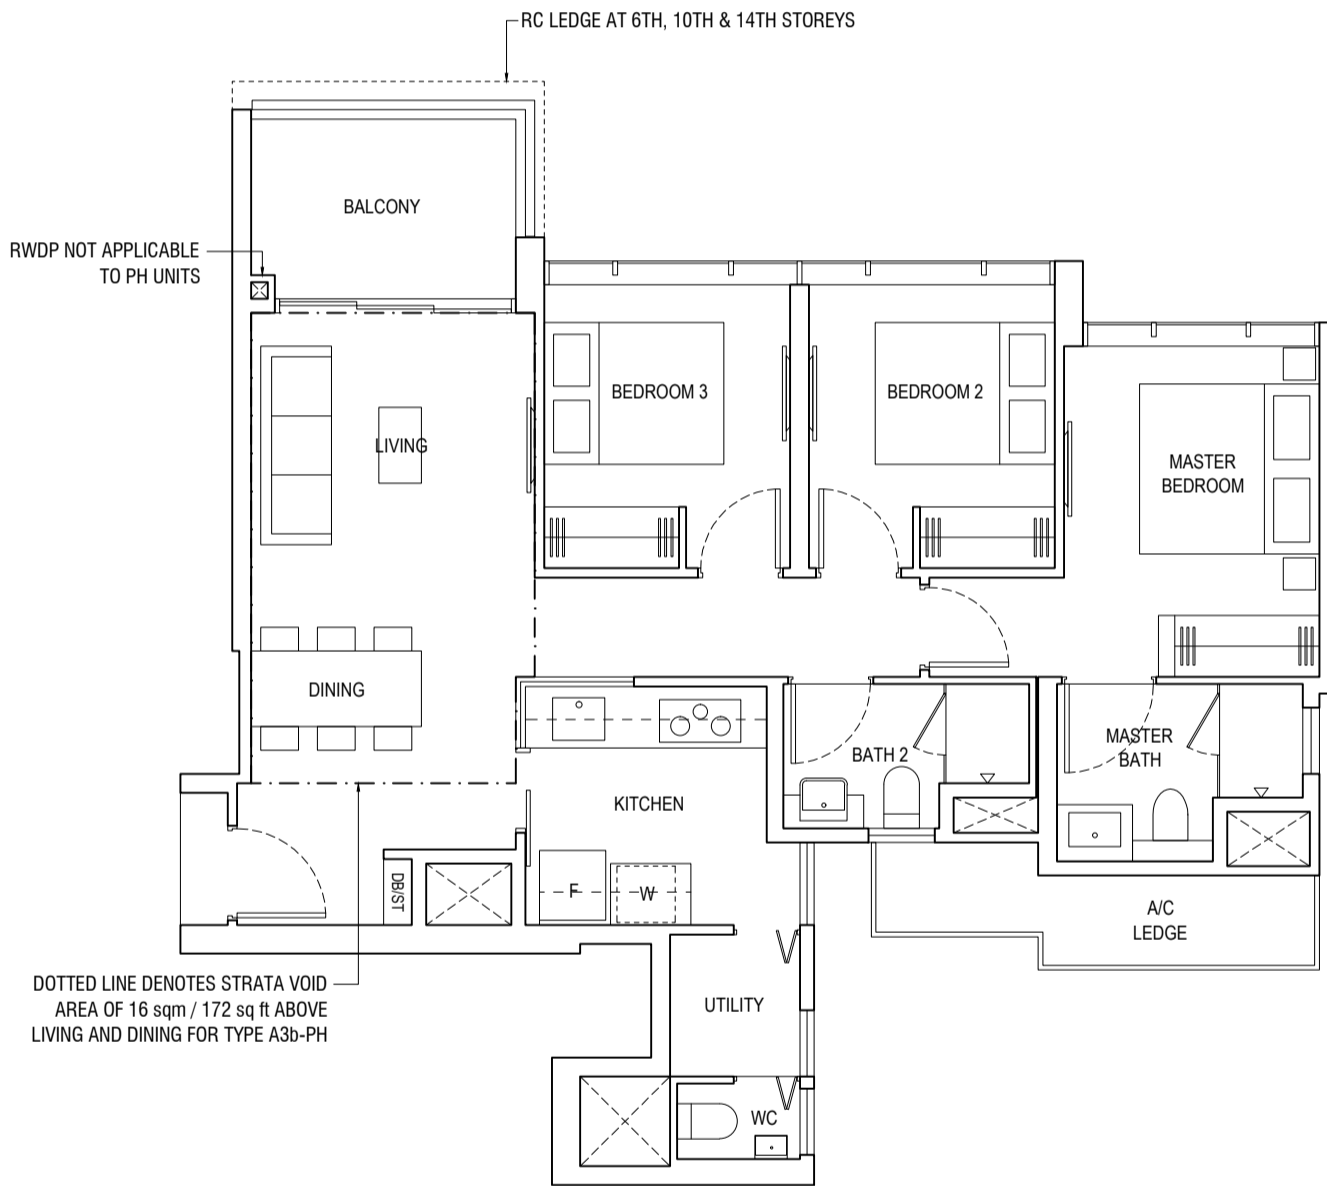 RC LEDGE AT 6TH, 10TH & 14TH STOREYS
BALCONY
RWDP NOT APPLICABLE
TO PH UNITS
BEDROOM 3
BEDROOM 2
LIVING
MASTER
BEDROOM
DINING
BATH 2
MASTER
BATH
KITCHEN
F
W
DB/ST
A/C
LEDGE
DOTTED LINE DENOTES STRATA VOID
AREA OF 16 sqm / 172 sq ft ABOVE
LIVING AND DINING FOR TYPE A3b-PH
UTILITY
WC